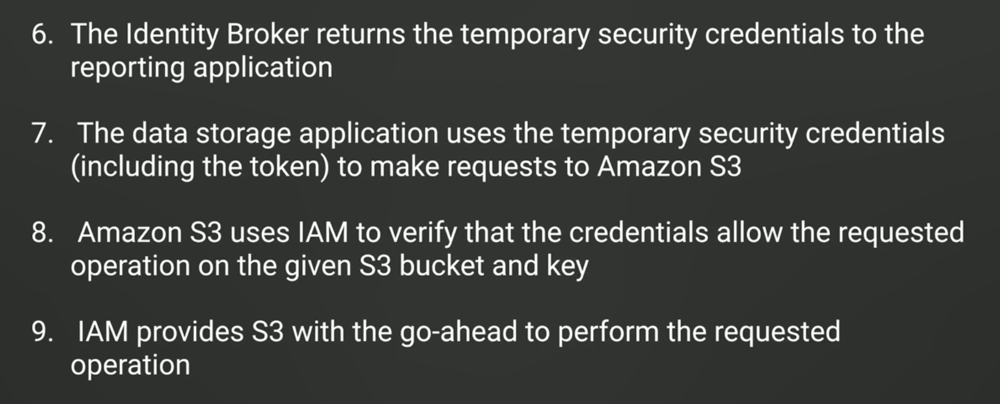 6. The Identity Broker returns the temporary security credentials to the
reporting application
7. The data storage application uses the temporary security credentials
(including the token) to make requests to Amazon S3
8. Amazon S3 uses IAM to verify that the credentials allow the requested
operation on the given S3 bucket and key
9. IAM provides S3 with the go-ahead to perform the requested
operation